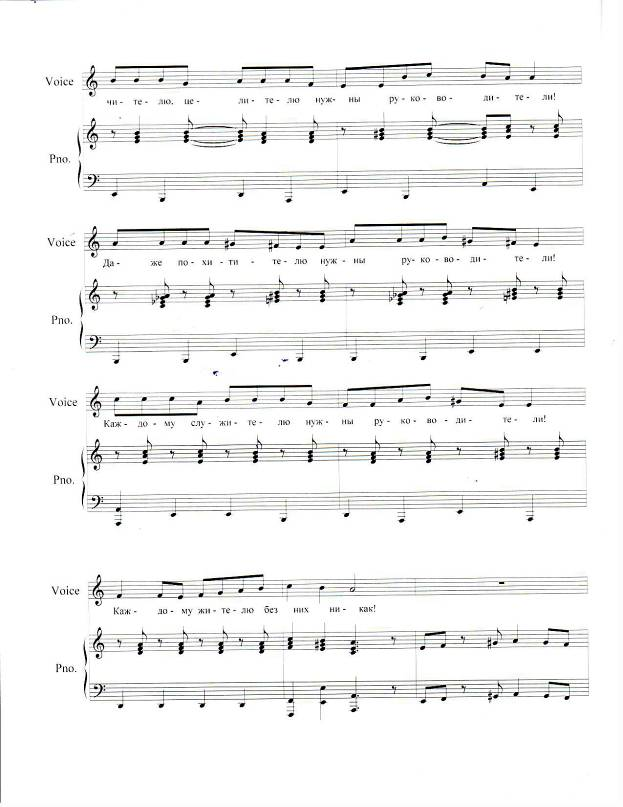 Voice
чи - те - лю, це - ли - те - лю нуж- ны ру - ко - во - ди - те - ли!
Pno.
Voice
Да - же по - хи - ти - те - лю нуж - ны ру- ко- во - ди - те - ли!
Pno.
Voice
Каж - до - му слу - жи - те - лю нуж - ны ру - ко - во - ди - те - ли!
Pno.
Voice
Каж - до - му жи - те - лю без них ни - как!
Pno.